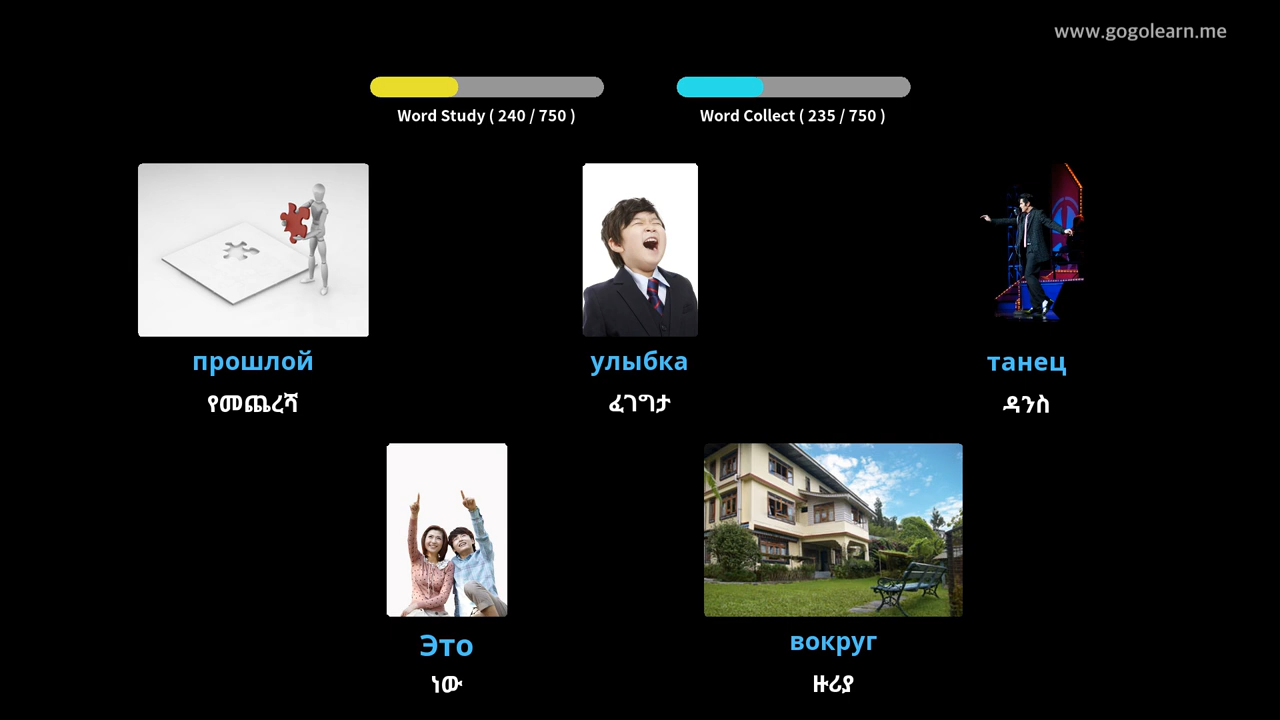 www.gogolearn.me
Word Study ( 240 / 750 )
Word Collect ( 235 / 750 )
прошлой
улыбка
танец
የመጨረሻ
ፈገግታ
ዳንስ
Это
вокруг
ነው
ዙሪያ